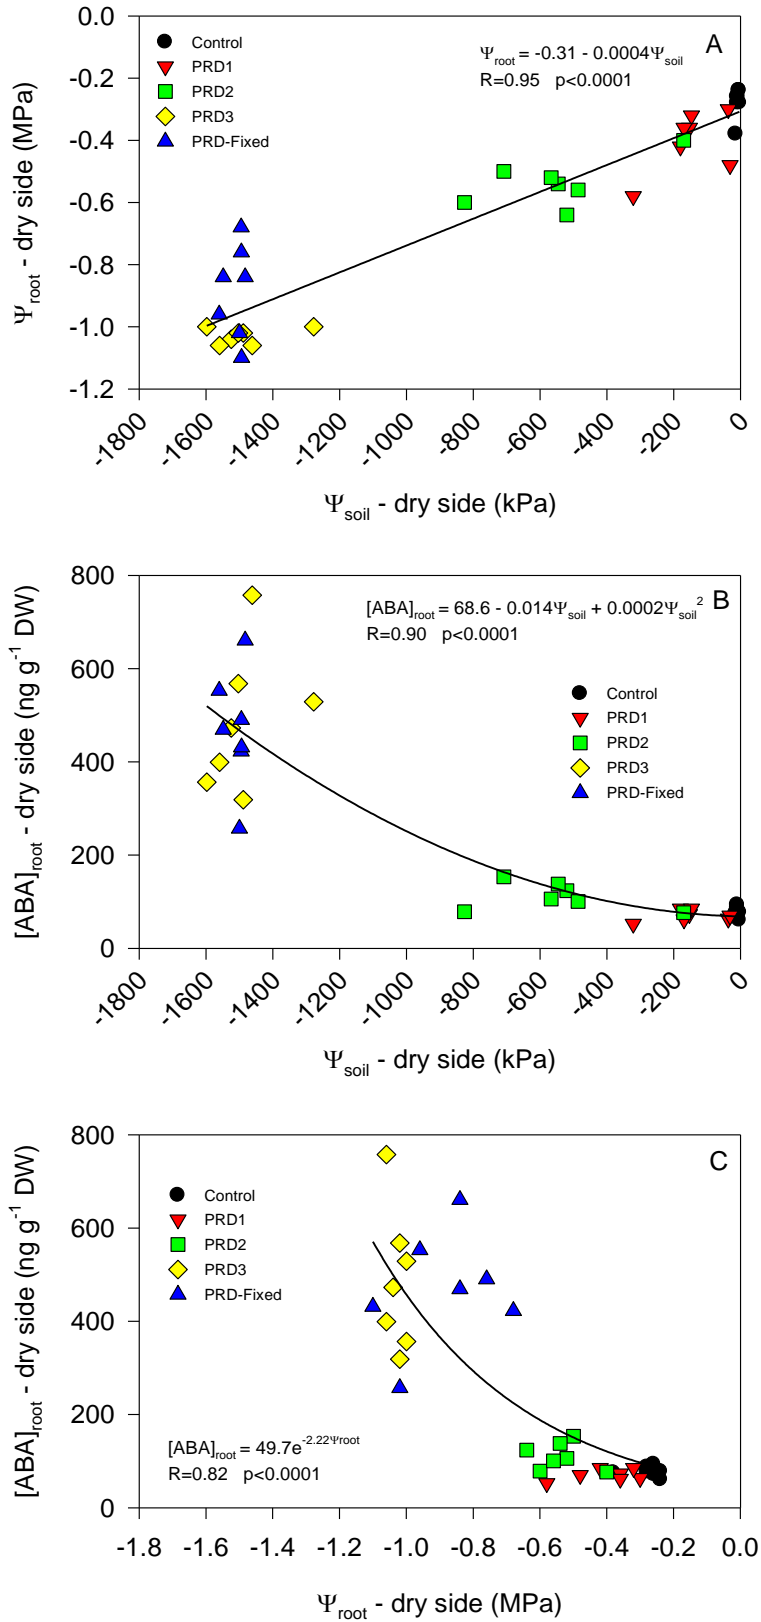 0.0
-0.2
-0.4
-0.6
-0.8
-1.0
-1.2
Ψroot - dry side (MPa)
Control
PRD1
PRD2
PRD3
PRD-Fixed
Ψroot = -0.31 - 0.0004Ψsoil
R=0.95 p<0.0001
A
-1800 -1600 -1400 -1200 -1000 -800 -600 -400 -200 0
Ψsoil - dry side (kPa)
800
600
400
200
0
[ABA]root - dry side (ng g-1 DW)
[ABA]root = 68.6 - 0.014Ψsoil + 0.0002Ψsoil2
R=0.90 p<0.0001
B
Control
PRD1
PRD2
PRD3
PRD-Fixed
-1800 -1600 -1400 -1200 -1000 -800 -600 -400 -200 0
Ψsoil - dry side (kPa)
800
600
400
200
0
[ABA]root - dry side (ng g-1 DW)
C
Control
PRD1
PRD2
PRD3
PRD-Fixed
[ABA]root = 49.7e-2.22Ψroot
R=0.82 p<0.0001
-1.8 -1.6 -1.4 -1.2 -1.0 -0.8 -0.6 -0.4 -0.2 0.0
Ψroot - dry side (MPa)